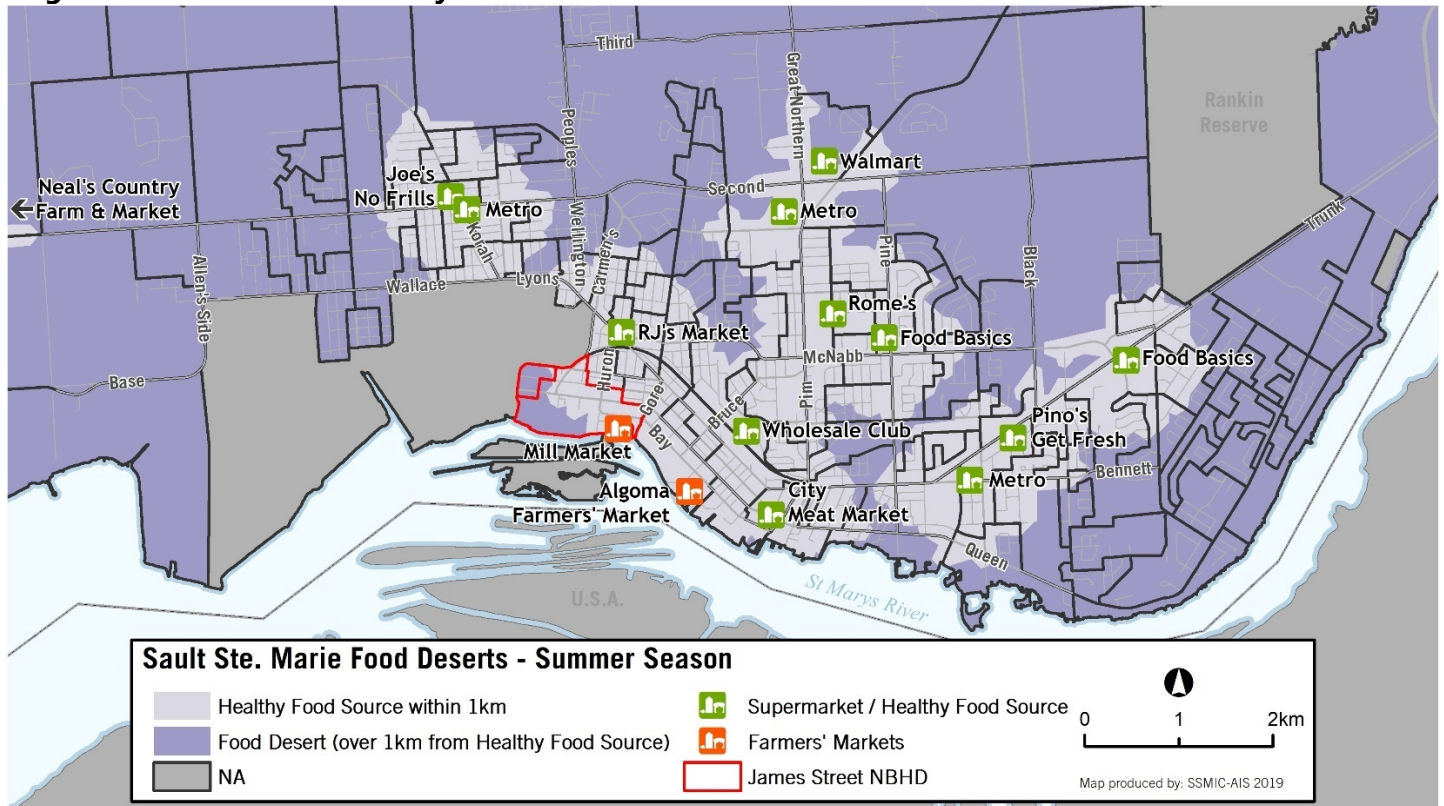 Third
Great Northern
Rankin
Reserve
Peoples
Walmart
Joe's
No Frills
Neal's Country
Farm & Market
Second
Metro
Metro
Trunk
Korah
Wellington
Carmen's
Pine
Black
Allen's Side
Wallace
Lyons
Rome's
RJ's Market
Food Basics
McNabb
Food Basics
Base
Huron
Gore
Pim
Bruce
Pino's
Get Fresh
Wholesale Club
Bay
Mill Market
Bennett
Metro
Algoma
Farmers' Market
City
Meat Market
Queen
St Marys River
U.S.A.
Sault Ste. Marie Food Deserts - Summer Season
Healthy Food Source within 1km
Food Desert (over 1km from Healthy Food Source)
NA
Supermarket / Healthy Food Source
Farmers' Markets
James Street NBHD
0 1 2km
Map produced by: SSMIC-AIS 2019